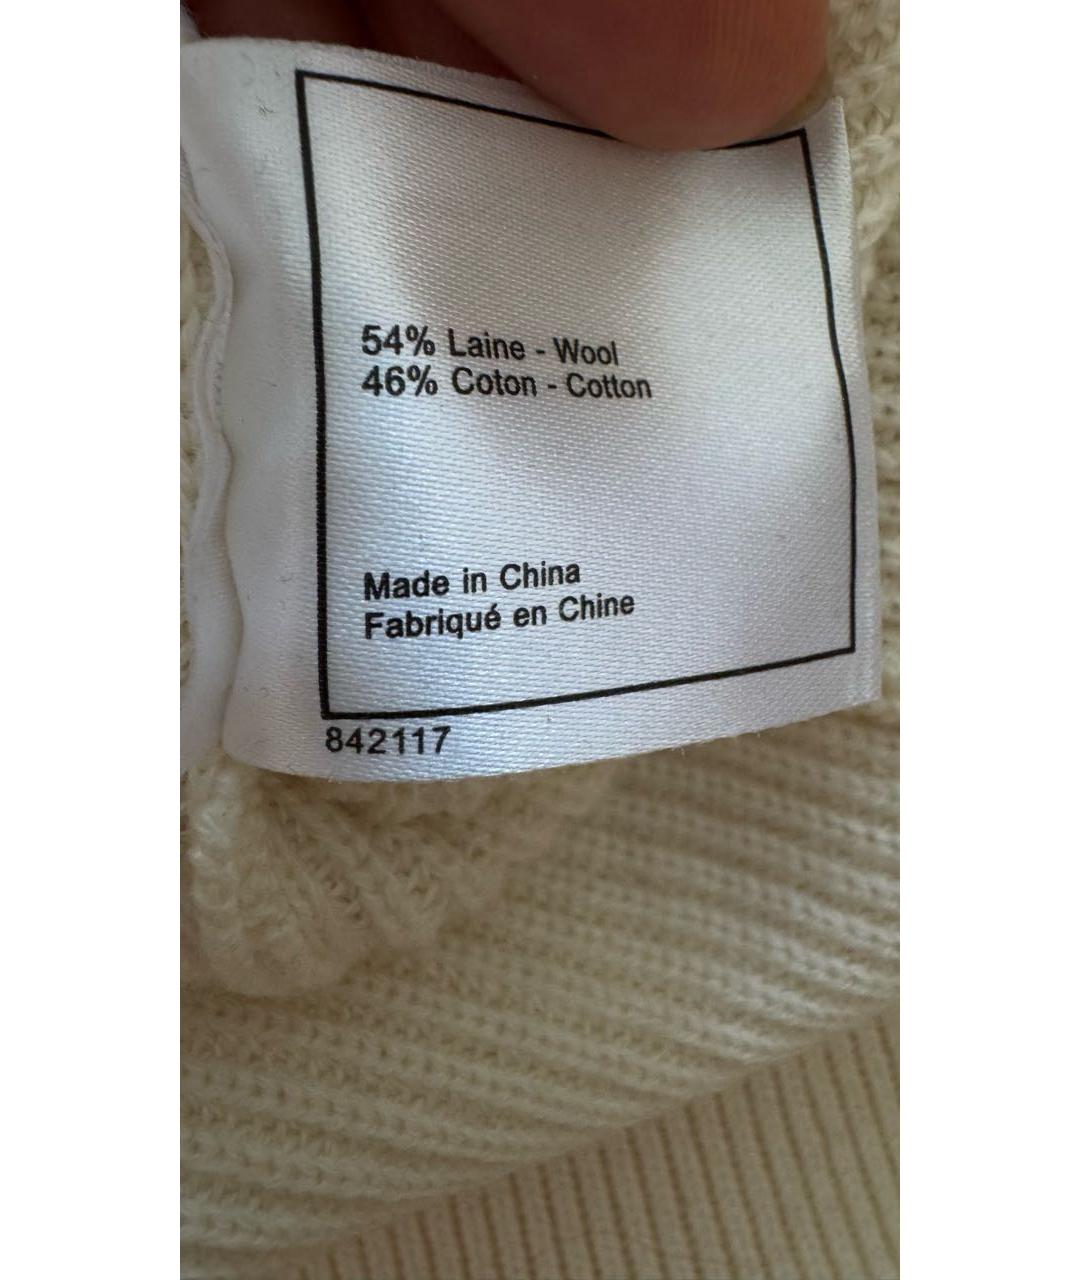 54% Laine - Wool
46% Coton - Cotton
Made in China
Fabriqué en Chine
842117